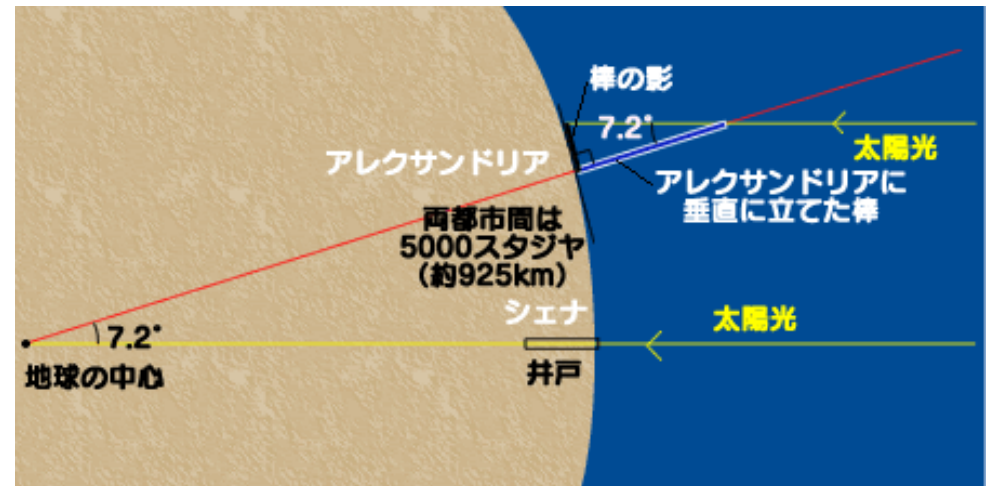 棒の影
7.2°
太陽光
アレクサンドリア
アレクサンドリアに
垂直に立てた棒
両都市間は
5000スタジヤ
(約925km)
シェナ
太陽光
7.2°
地球の中心
井戸